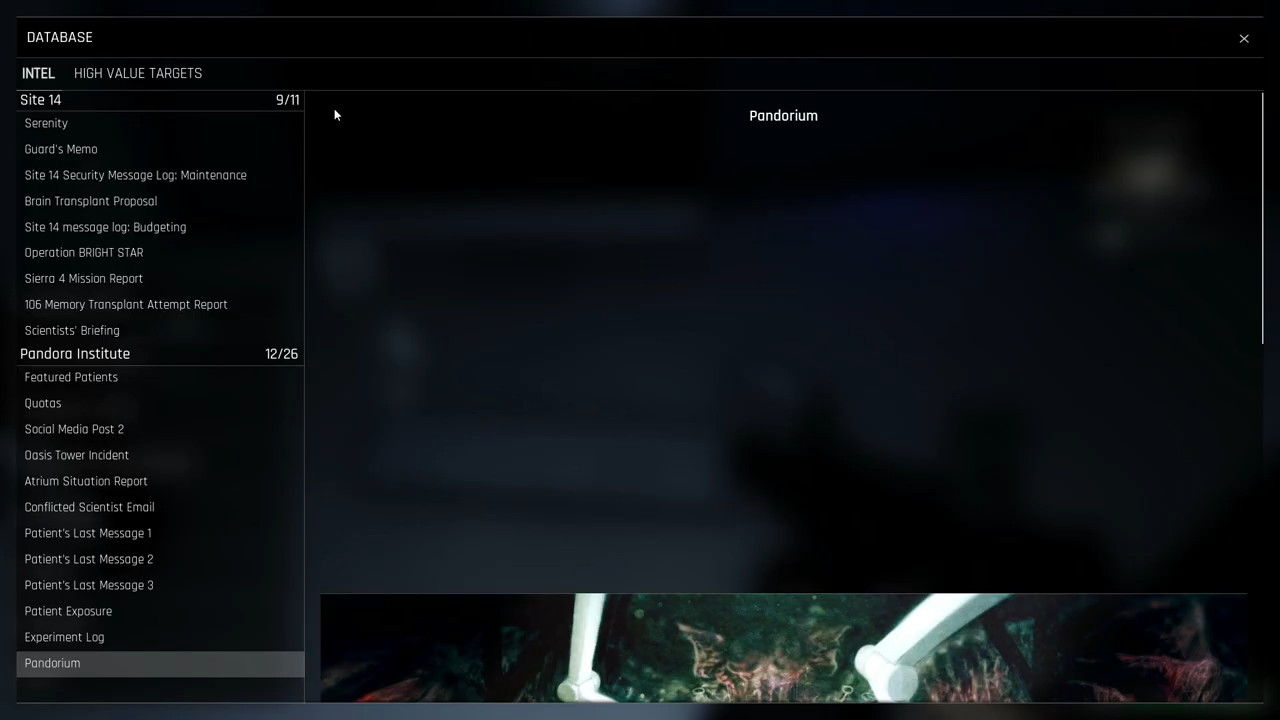 DATABASE
INTEL HIGH VALUE TARGETS
Site 14 9/11
Serenity
Guard's Memo
Site 14 Security Message Log: Maintenance
Brain Transplant Proposal
Site 14 message log: Budgeting
Operation BRIGHT STAR
Sierra 4 Mission Report
106 Memory Transplant Attempt Report
Scientists' Briefing
Pandora Institute 12/26
Featured Patients
Quotas
Social Media Post 2
Oasis Tower Incident
Atrium Situation Report
Conflicted Scientist Email
Patient's Last Message 1
Patient's Last Message 2
Patient's Last Message 3
Patient Exposure
Experiment Log
Pandorium
Pandorium